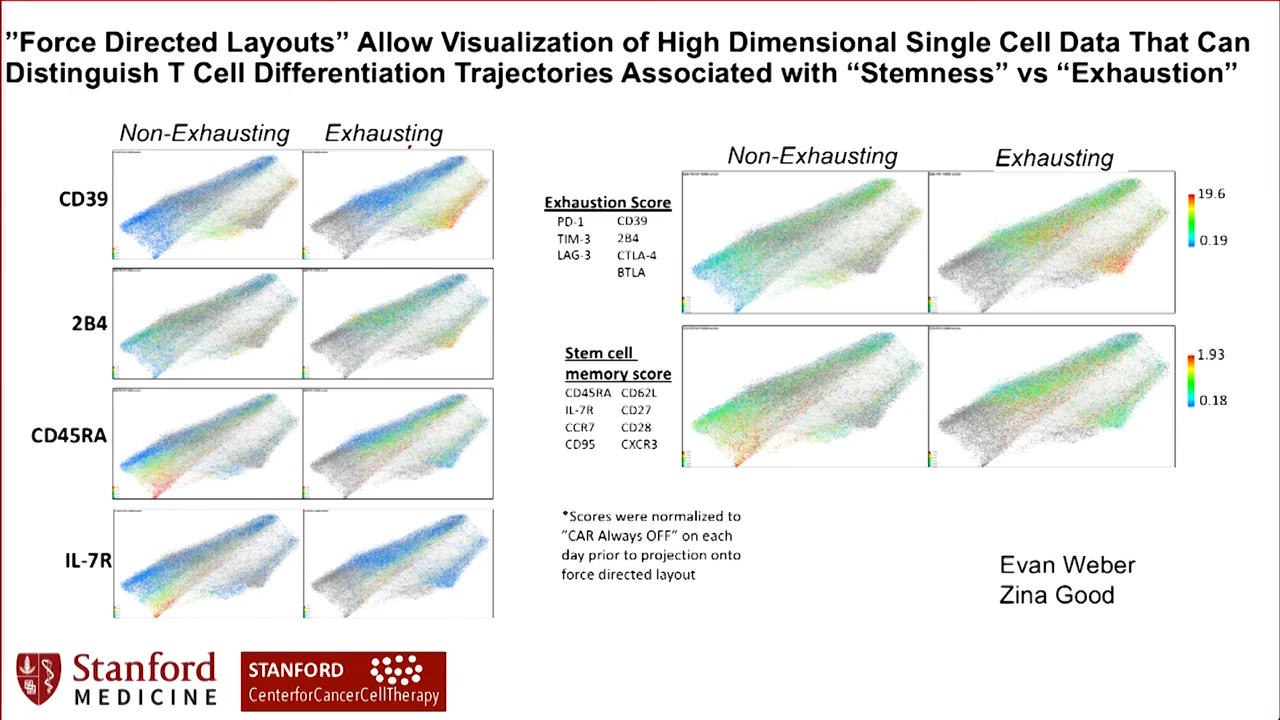 ”Force Directed Layouts” Allow Visualization of High Dimensional Single Cell Data That Can
Distinguish T Cell Differentiation Trajectories Associated with “Stemness” vs “Exhaustion”
Non-Exhausting Exhausting
CD39
2B4
CD45RA
IL-7R
Non-Exhausting Exhausting
Exhaustion Score
PD-1 CD39
TIM-3 2B4
LAG-3 CTLA-4
BTLA
19.6
0.19
Stem cell
memory score
CD45RA CD62L
IL-7R CD27
CCR7 CD28
CD95 CXCR3
1.93
0.18
*Scores were normalized to
”CAR Always OFF” on each
day prior to projection onto
force directed layout
Evan Weber
Zina Good
Stanford
MEDICINE
STANFORD
CenterforCancerCellTherapy